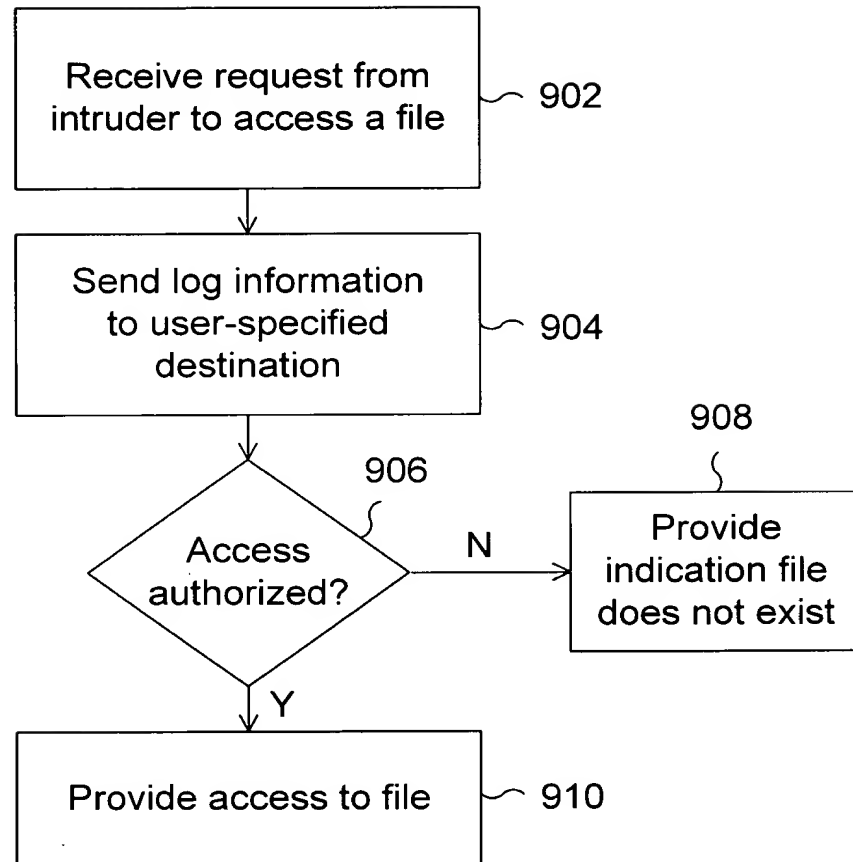 Receive request from
intruder to access a file
902
Send log information
to user-specified
destination
904
908
906
Access
authorized?
N
Provide
indication file
does not exist
Y
Provide access to file
910